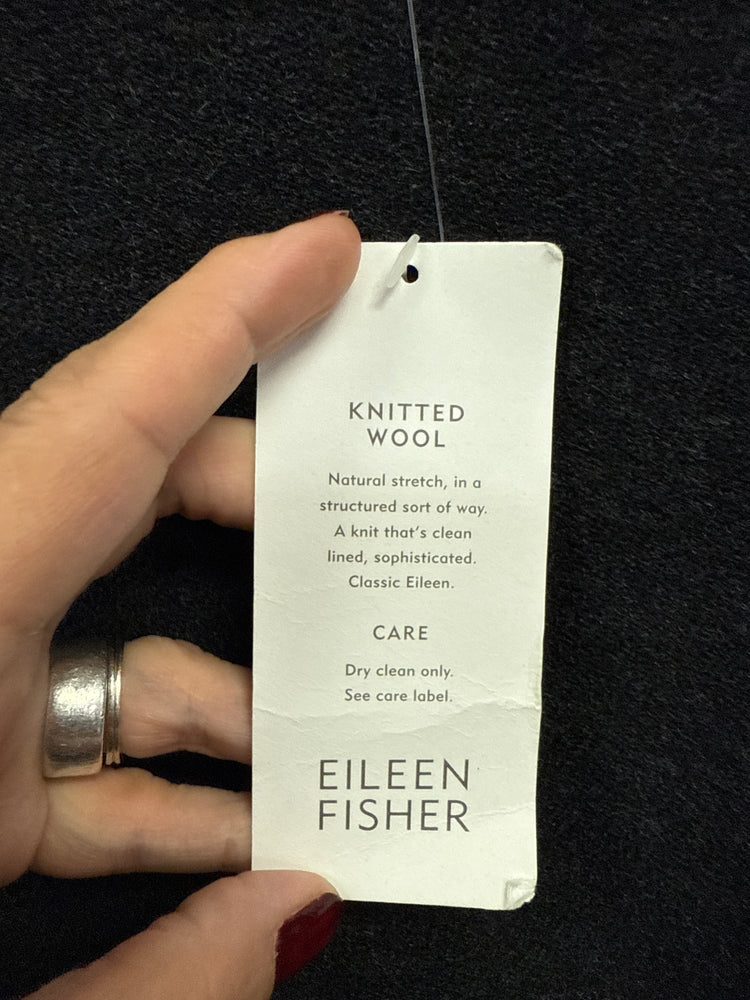 KNITTED
WOOL
Natural stretch, in a
structured sort of way.
A knit that's clean
lined, sophisticated.
Classic Eileen.
CARE
Dry clean only.
See care label.
EILEEN
FISHER